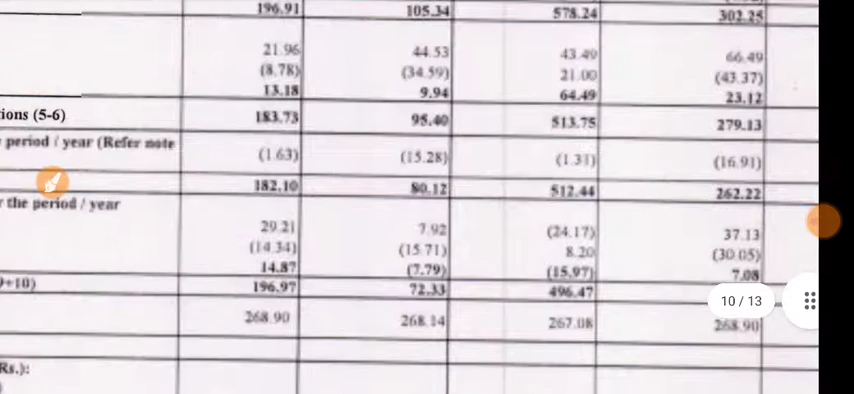 196.91 105.34 578.24 302.25
21.96 44.53 43.49 66.49
(8.78) (34.59) 21.00 (43.37)
13.18 9.94 64.49 23.12
ions (5-6) 183.73 95.40 513.75 279.13
period / year (Refer note
(1.63) (15.28) (1.31) (16.91)
182.10 80.12 512.44 262.22
r the period / year
29.21 7.92 (24.17) 37.13
(14.34) (15.71) 8.20 (30.05)
14.87 (7.79) (15.97) 7.08
9+10) 196.97 72.33 496.47
10 / 13
268.90 268.14 267.08 268.90
Rs.):